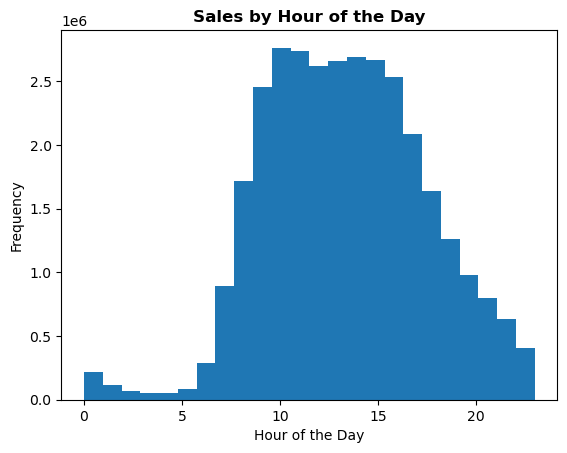 Sales by Hour of the Day
1e6
2.5
2.0
1.5
1.0
0.5
0.0
Frequency
0 5 10 15 20
Hour of the Day